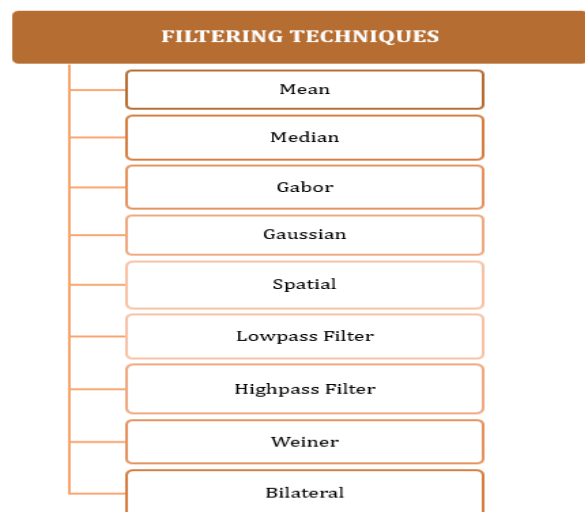 FILTERING TECHNIQUES
Mean
Median
Gabor
Gaussian
Spatial
Lowpass Filter
Highpass Filter
Weiner
Bilateral